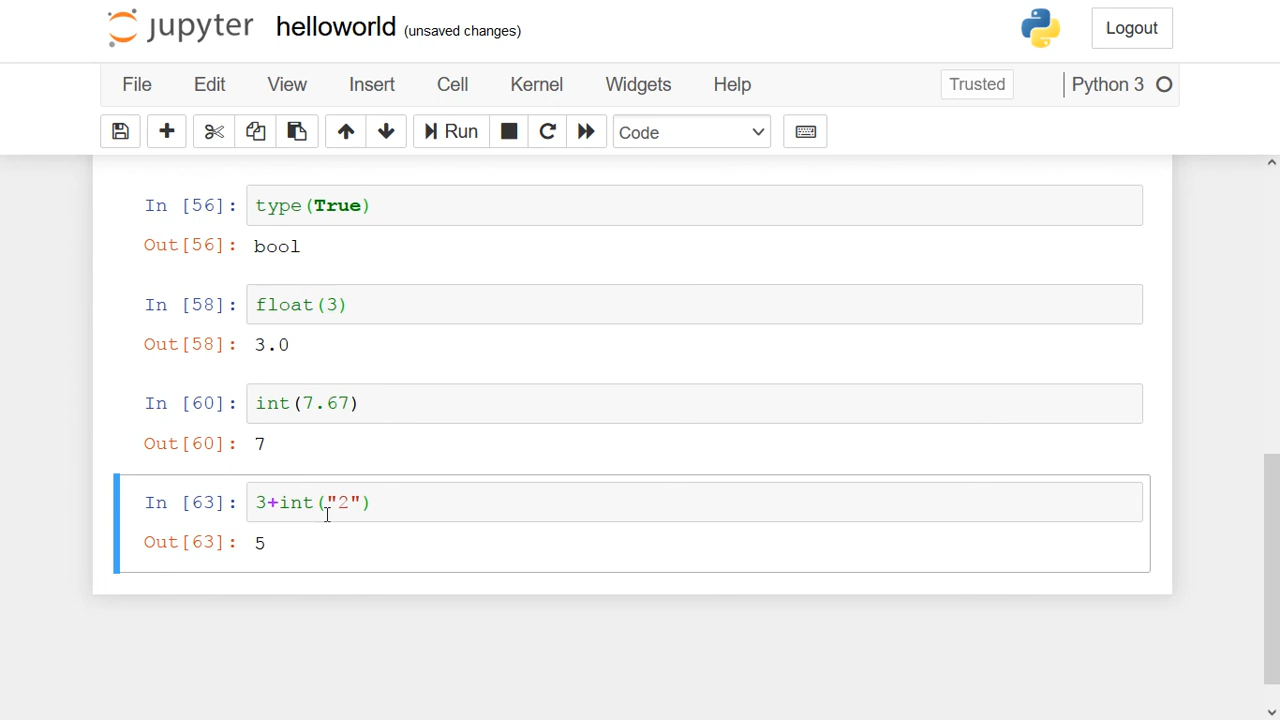 jupyter helloworld (unsaved changes) Logout
File Edit View Insert Cell Kernel Widgets Help Trusted Python 3
Run Code
In [56]: type(True)
Out[56]: bool
In [58]: float(3)
Out[58]: 3.0
In [60]: int(7.67)
Out[60]: 7
In [63]: 3+int("2")
Out[63]: 5